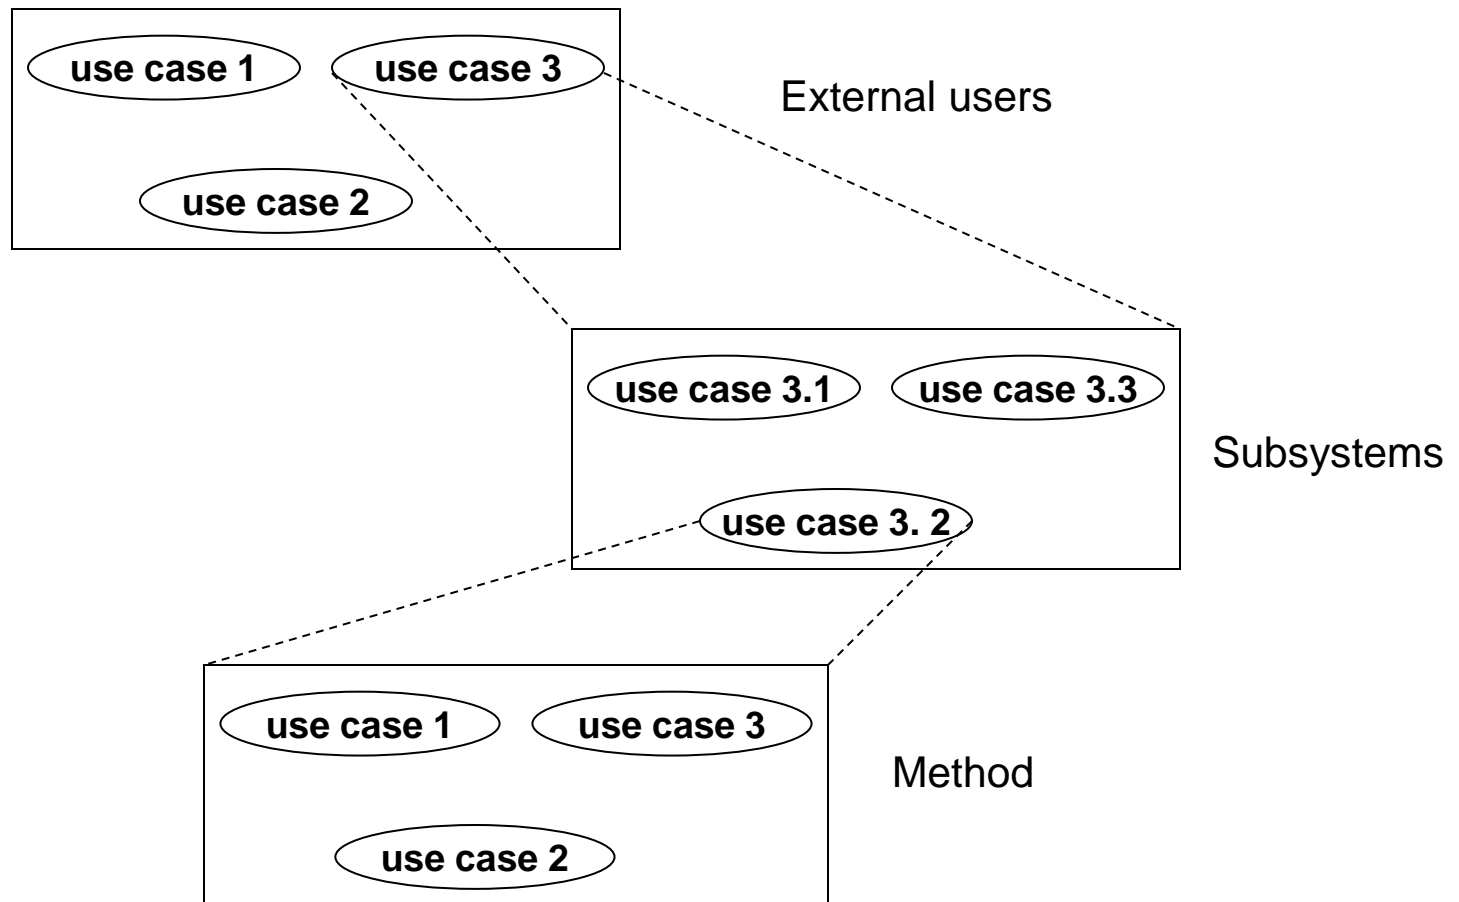 use case 1
use case 3
External users
use case 2
use case 3.1
use case 3.3
Subsystems
use case 3. 2
use case 1
use case 3
Method
use case 2